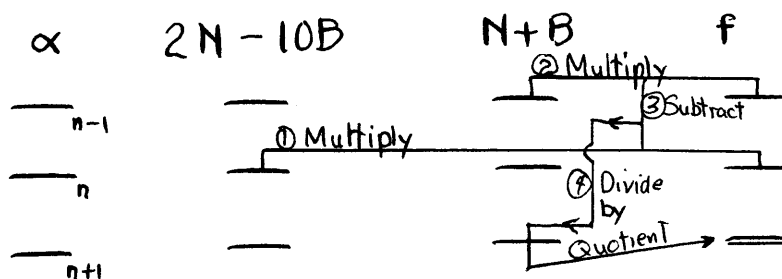 ∝ 2N-10B N+B f
② Multiply
n-1
③ Subtract
① Multiply
n
④ Divide
by
Quotient
n+1